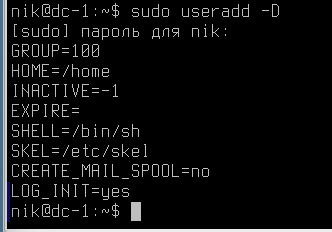 nik@dc-1:~$ sudo useradd -D
[sudo] пароль для nik:
GROUP=100
HOME=/home
INACTIVE=-1
EXPIRE=
SHELL=/bin/sh
SKEL=/etc/skel
CREATE_MAIL_SPOOL=no
LOG_INIT=yes
nik@dc-1:~$